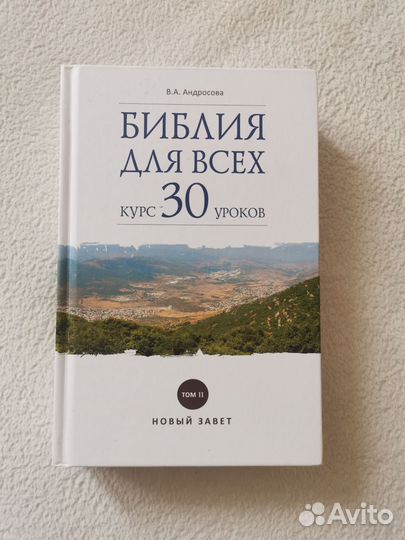 В.А. Андросова
БИБЛИЯ
ДЛЯ ВСЕХ
КУРС 30 УРОКОВ
ТОМ II
НОВЫЙ ЗАВЕТ
Avito